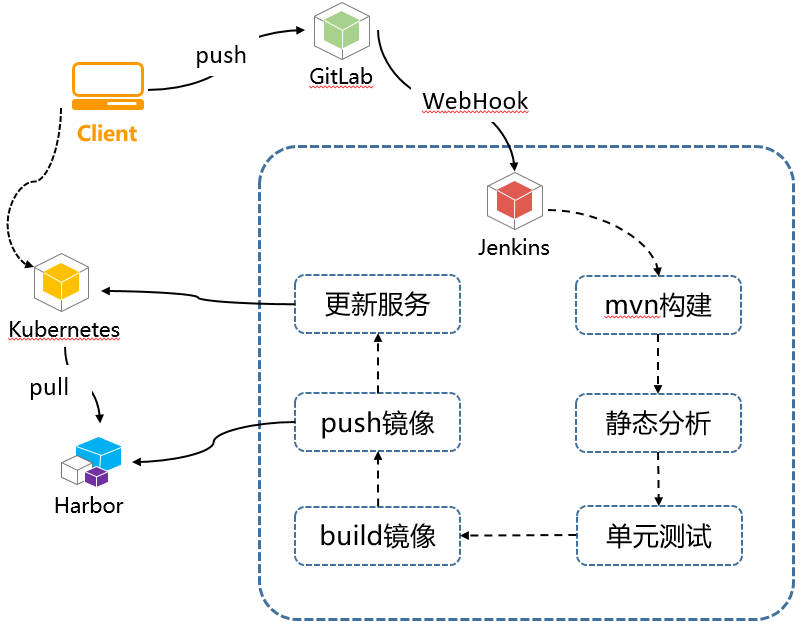 push
GitLab
WebHook
Client
Jenkins
Kubernetes
更新服务
mvn构建
pull
push镜像
静态分析
Harbor
build镜像
单元测试